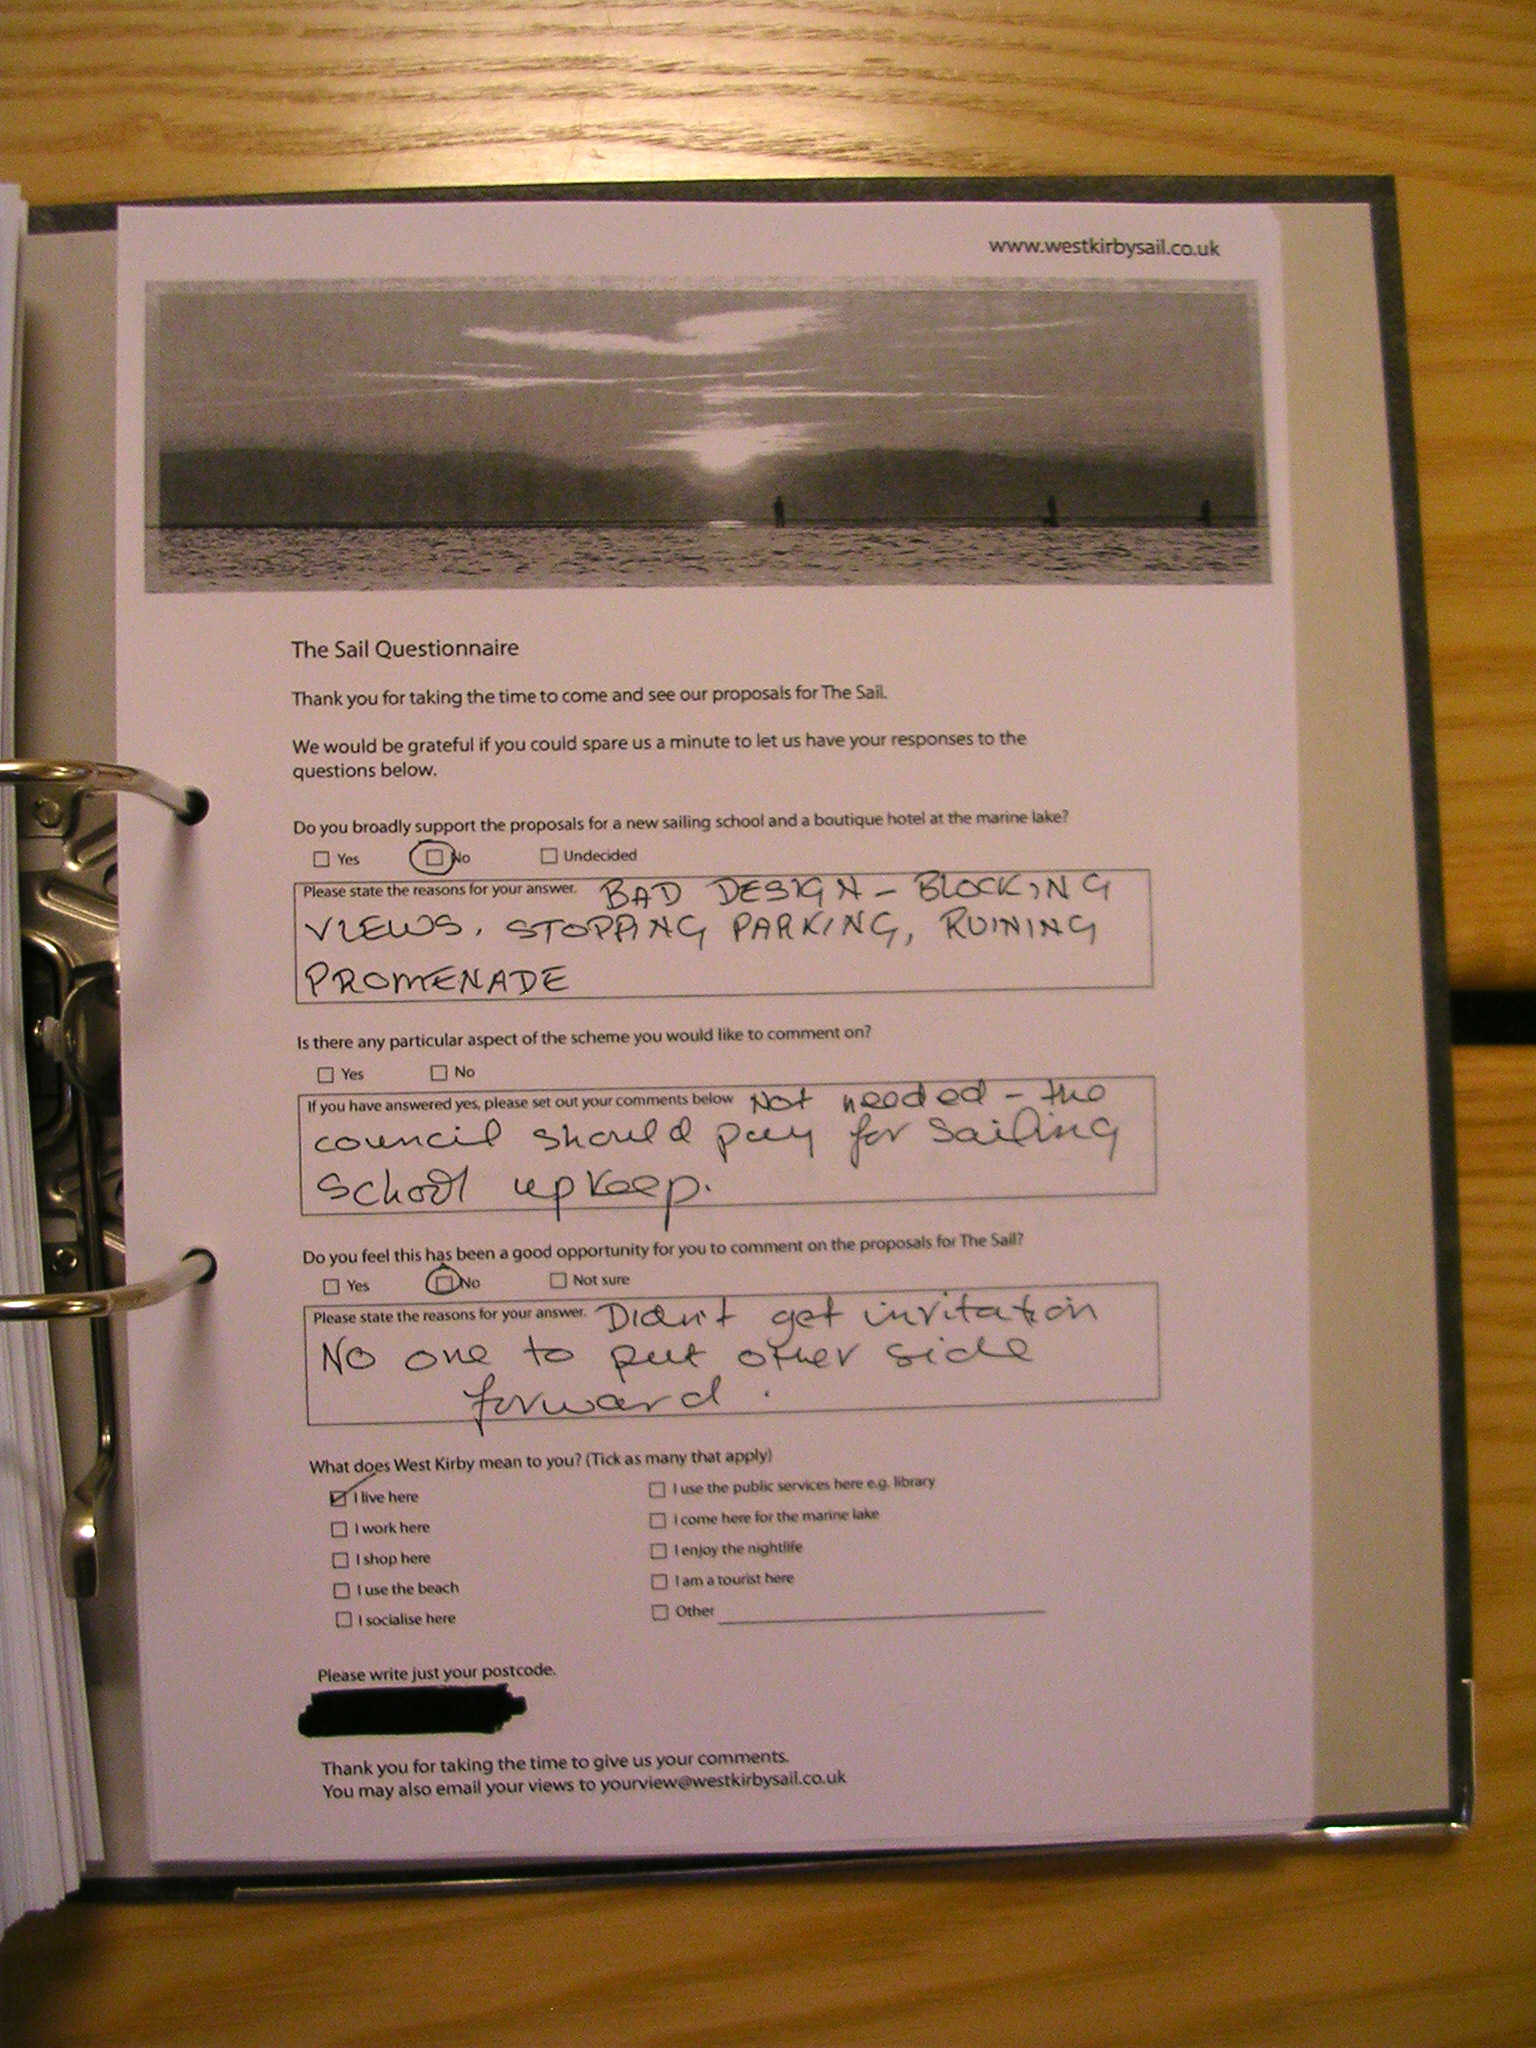 www.westkirbysail.co.uk
The Sail Questionnaire
Thank you for taking the time to come and see our proposals for The Sail.
We would be grateful if you could spare us a minute to let us have your responses to the
questions below.
Do you broadly support the proposals for a new sailing school and a boutique hotel at the marine lake?
Yes No Undecided
Please state the reasons for your answer. BAD DESIGN - BLOCKING
VIEWS, STOPPING PARKING, RUINING
PROMENADE
Is there any particular aspect of the scheme you would like to comment on?
Yes No
If you have answered yes, please set out your comments below Not needed - the
council should pay for sailing
school upkeep.
Do you feel this has been a good opportunity for you to comment on the proposals for The Sail?
Yes No Not sure
Please state the reasons for your answer. Didn't get invitation
No one to put other side
forward.
What does West Kirby mean to you? (Tick as many that apply)
I live here
I work here
I shop here
I use the beach
I socialise here
I use the public services here e.g. library
I come here for the marine lake
I enjoy the nightlife
I am a tourist here
Other
Please write just your postcode.
Thank you for taking the time to give us your comments.
You may also email your views to yourview@westkirbysail.co.uk